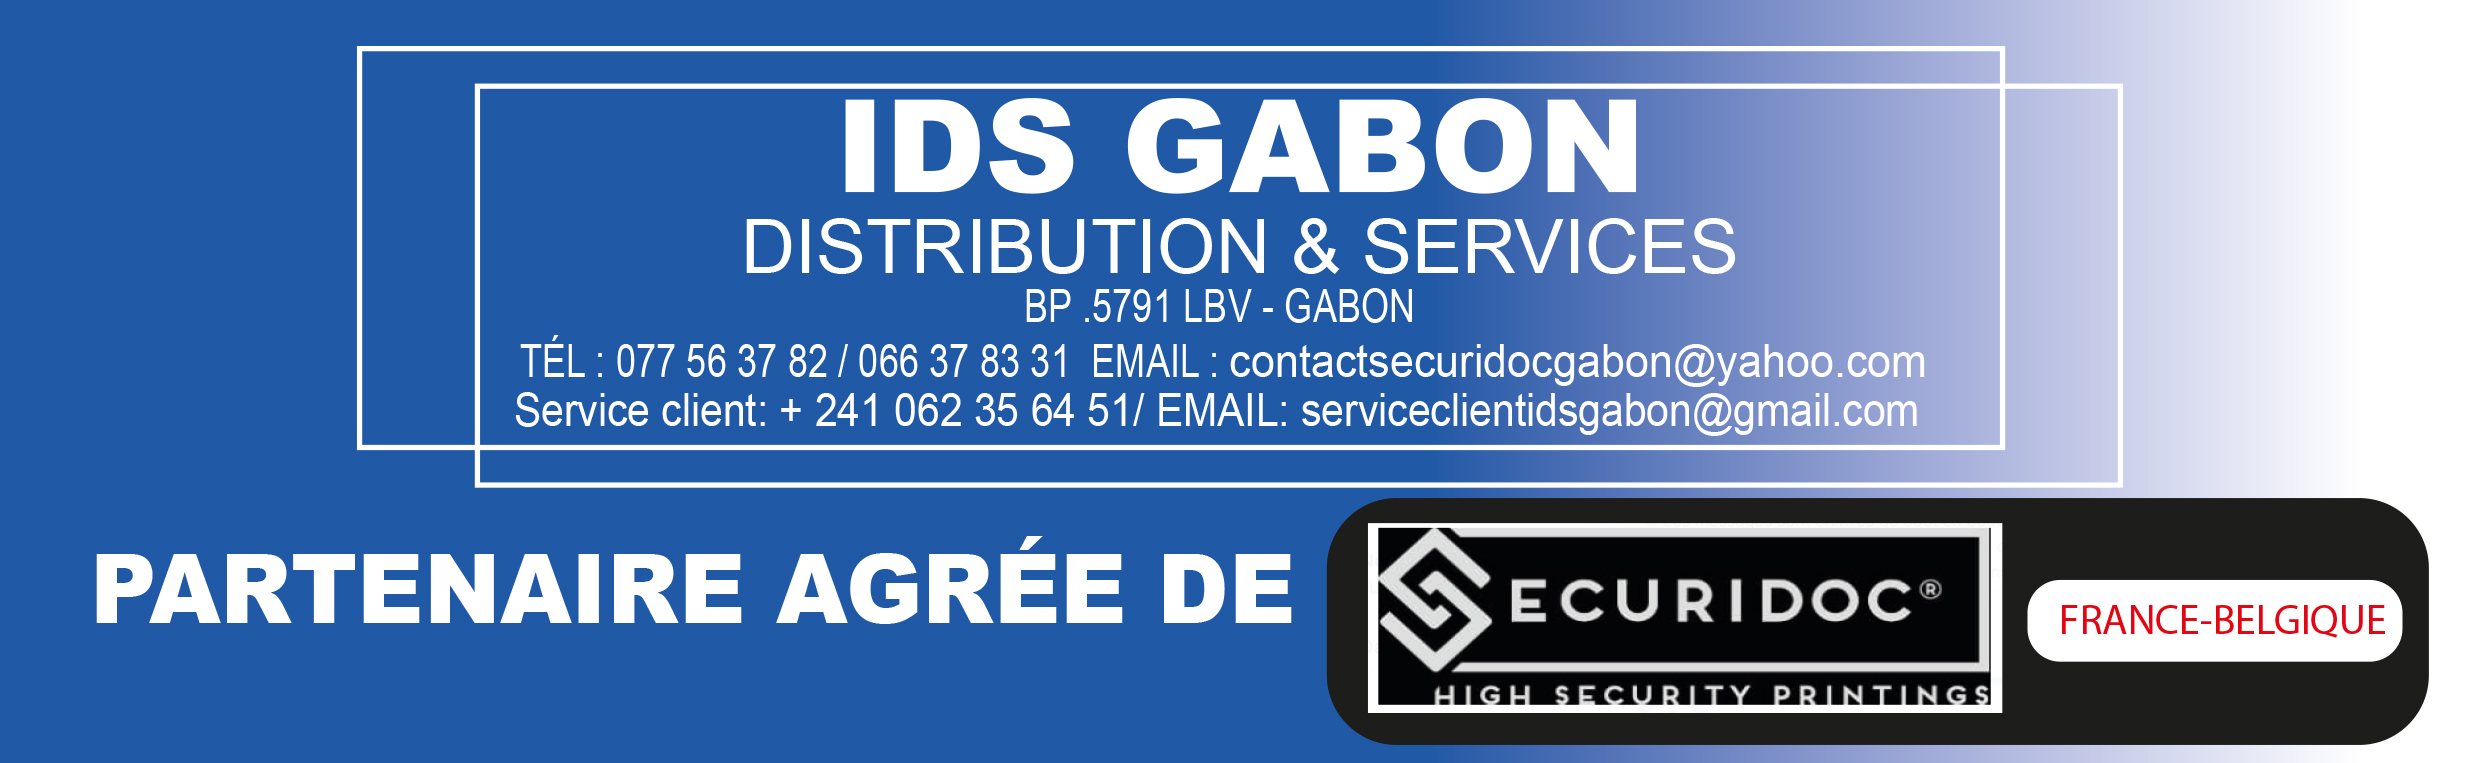 IDS GABON
DISTRIBUTION & SERVICES
BP .5791 LBV - GABON
TÉL : 077 56 37 82 / 066 37 83 31  EMAIL : contactsecuridocgabon@yahoo.com
Service client: + 241 062 35 64 51/ EMAIL: serviceclientidsgabon@gmail.com
PARTENAIRE AGRÉE DE
SECURIDOC®
HIGH SECURITY PRINTINGS
FRANCE-BELGIQUE